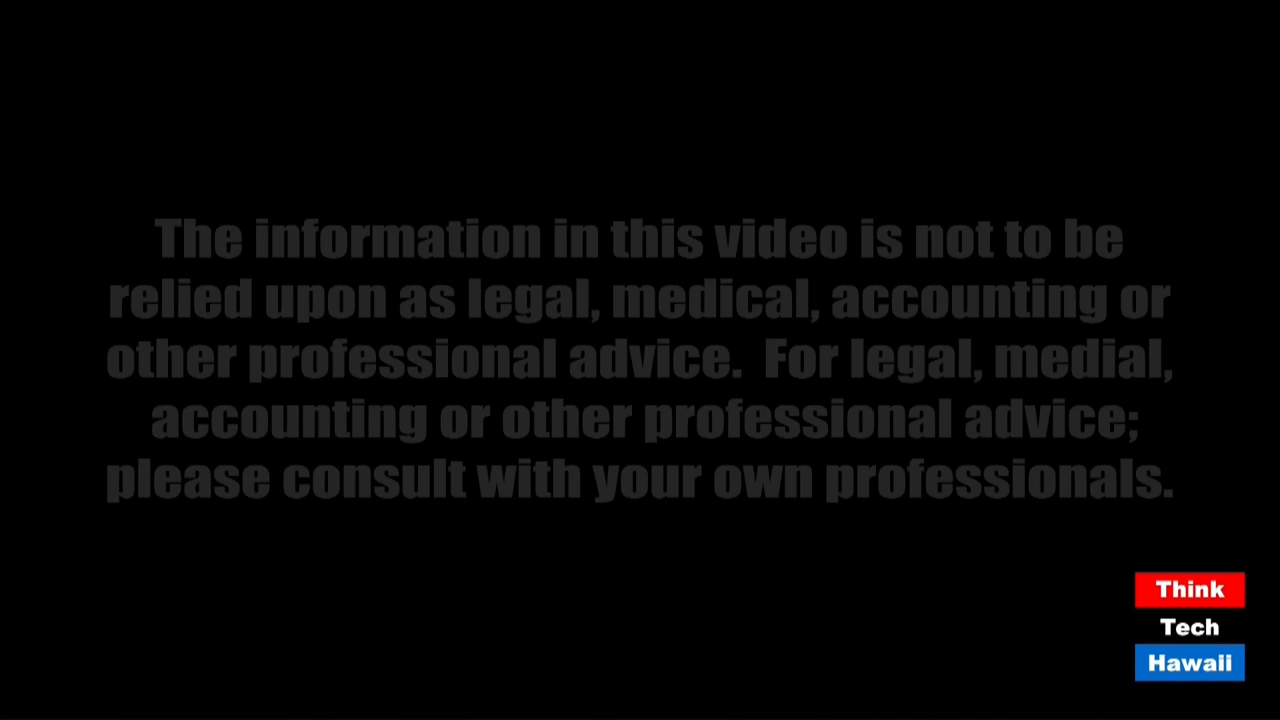 The information in this video is not to be
relied upon as legal, medical, accounting or
other professional advice.  For legal, medial,
accounting or other professional advice;
please consult with your own professionals.
Think
Tech
Hawaii